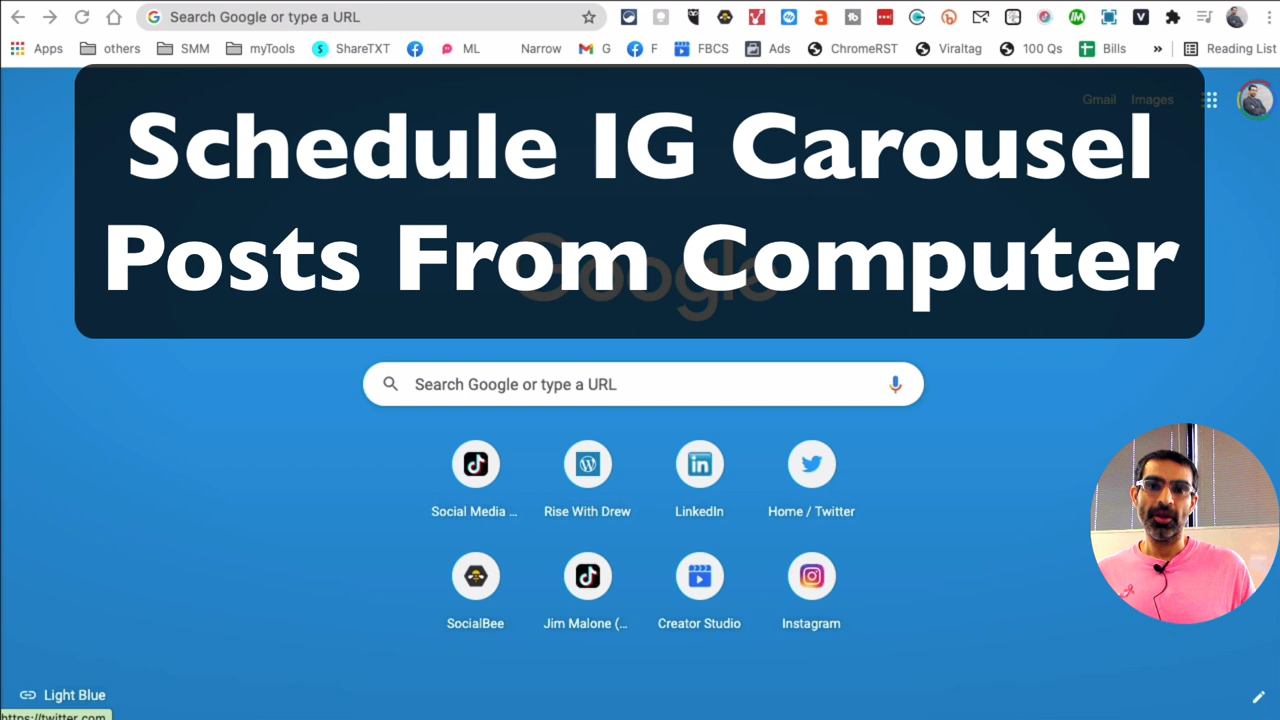 Search Google or type a URL
Apps others SMM myTools ShareTXT ML Narrow G F FBCS Ads ChromeRST Viraltag 100 Qs Bills » Reading List
Gmail Images
Schedule IG Carousel
Posts From Computer
Google
Search Google or type a URL
Social Media ... Rise With Drew LinkedIn Home / Twitter
SocialBee Jim Malone (... Creator Studio Instagram
Light Blue
https://twitter.com